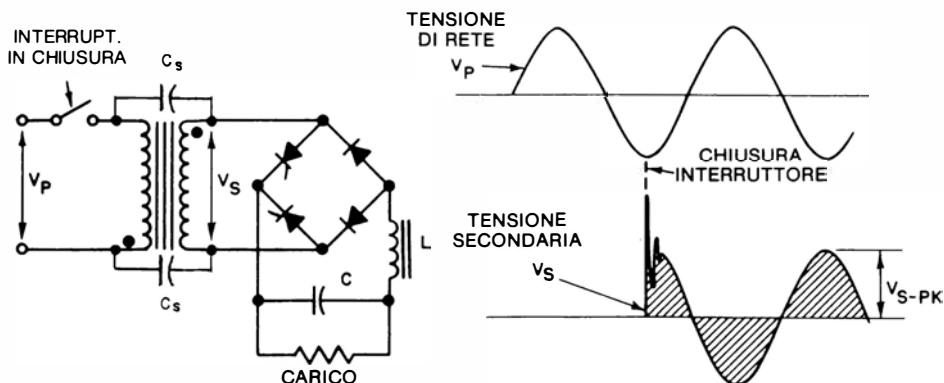 INTERRUPT.
IN CHIUSURA
Cs
VP
VS
Cs
C
L
CARICO
TENSIONE
DI RETE
VP
CHIUSURA
INTERRUTTORE
TENSIONE
SECONDARIA
VS
VS-PK